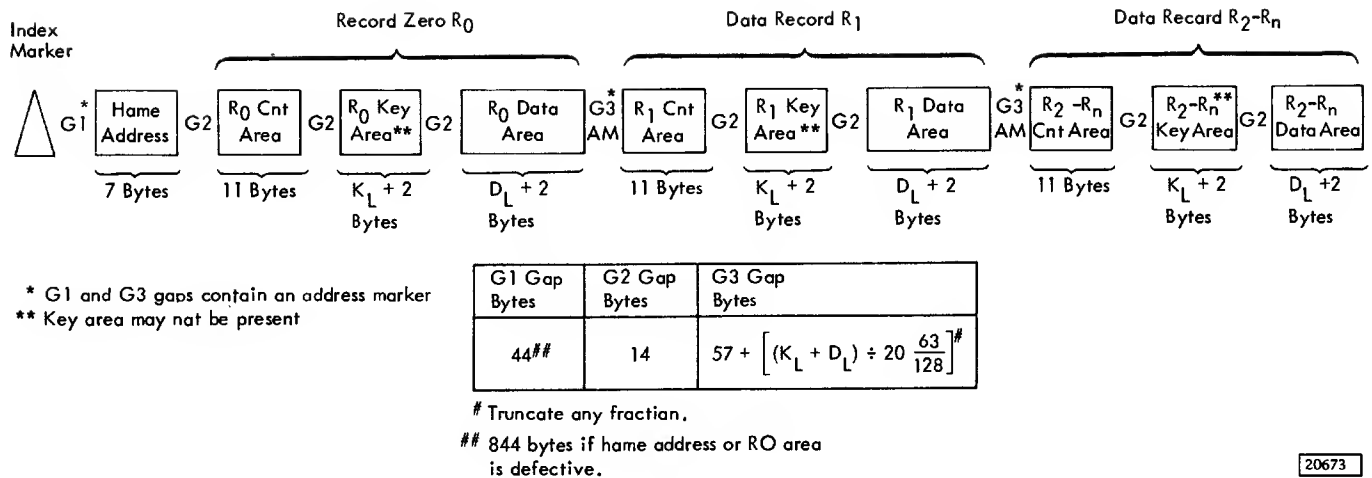 Index
Marker
Record Zero R0
Data Record R1
Data Recard R2-Rn
G1 *
Hame
Address
G2
R0 Cnt
Area
G2
R0 Key
Area**
G2
R0 Data
Area
*
G3
AM
R1 Cnt
Area
G2
R1 Key
Area**
G2
R1 Data
Area
*
G3
AM
R2 -Rn
Cnt Area
G2
R2-Rn**
Key Area
G2
R2-Rn
Data Area
7 Bytes
11 Bytes
KL + 2
Bytes
DL + 2
Bytes
11 Bytes
KL + 2
Bytes
DL + 2
Bytes
11 Bytes
KL + 2
Bytes
DL +2
Bytes
* G1 and G3 gaps contain an address marker
** Key area may nat be present
G1 Gap
Bytes
G2 Gap
Bytes
G3 Gap
Bytes
44##
14
57 + [(KL + DL) ÷ 20 63/128]#
# Truncate any fraction.
## 844 bytes if hame address or RO area
is defective.
20673